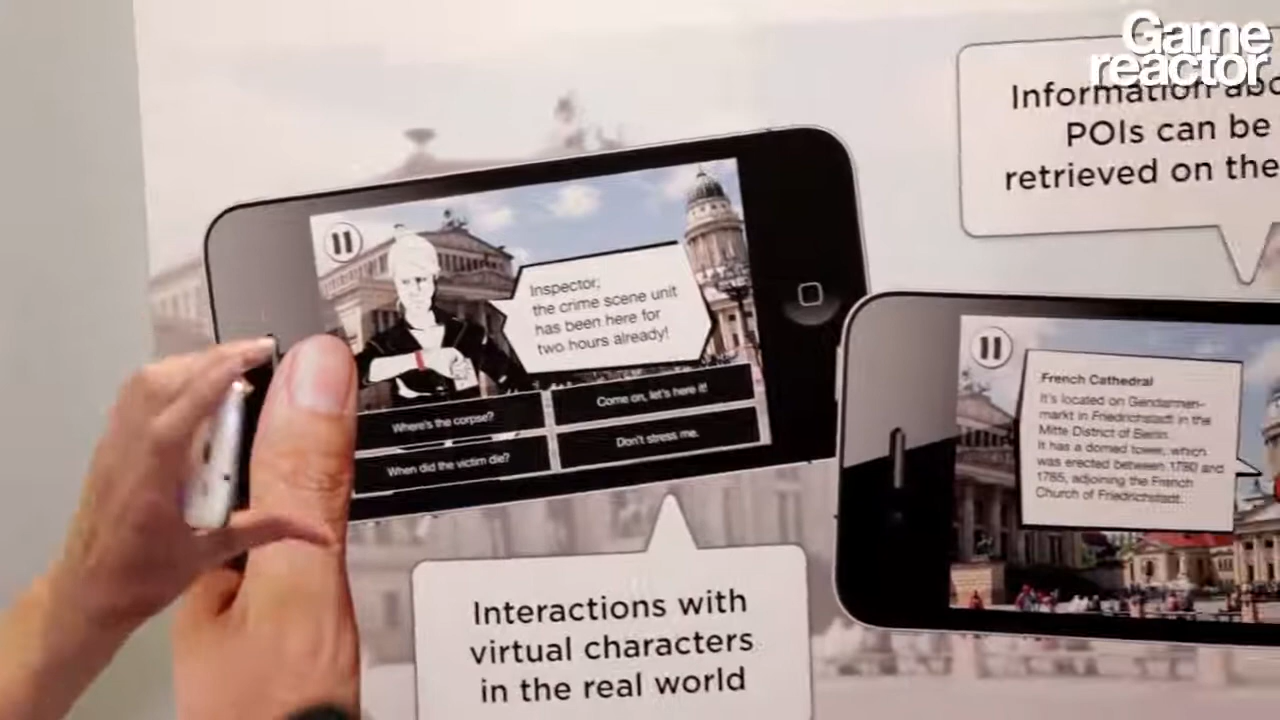 Game
reactor
Information abo
POIs can be
retrieved on the
Inspector,
the crime scene unit
has been here for
two hours already!
Where's the corpse?
Come on, let's here it!
When did the victim die?
Don't stress me.
French Cathedral
It's located on Gendarmen-
markt in Friedrichstadt in the
Mitte District of Berlin.
It has a domed tower, which
was erected between 1780 and
1785, adjoining the French
Church of Friedrichstadt.
Interactions with
virtual characters
in the real world